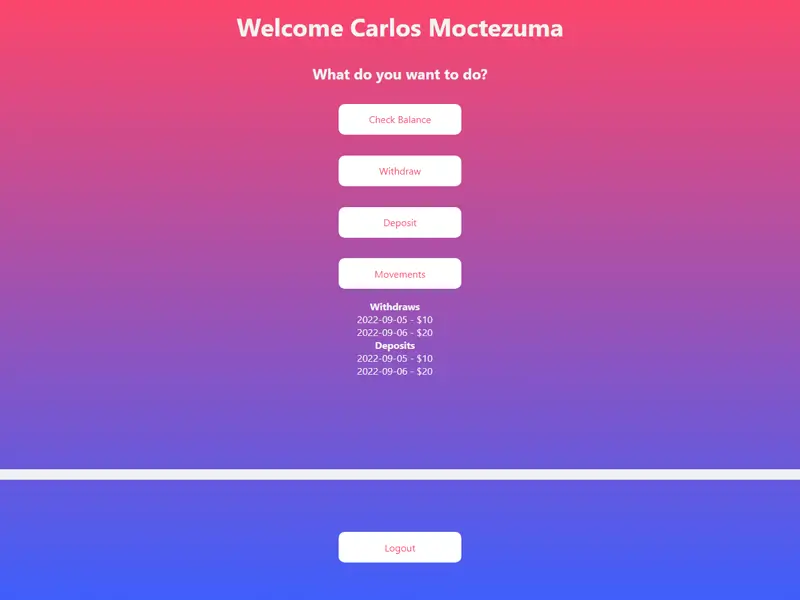 Welcome Carlos Moctezuma
What do you want to do?
Check Balance
Withdraw
Deposit
Movements
Withdraws
2022-09-05 - $10
2022-09-06 - $20
Deposits
2022-09-05 - $10
2022-09-06 - $20
Logout